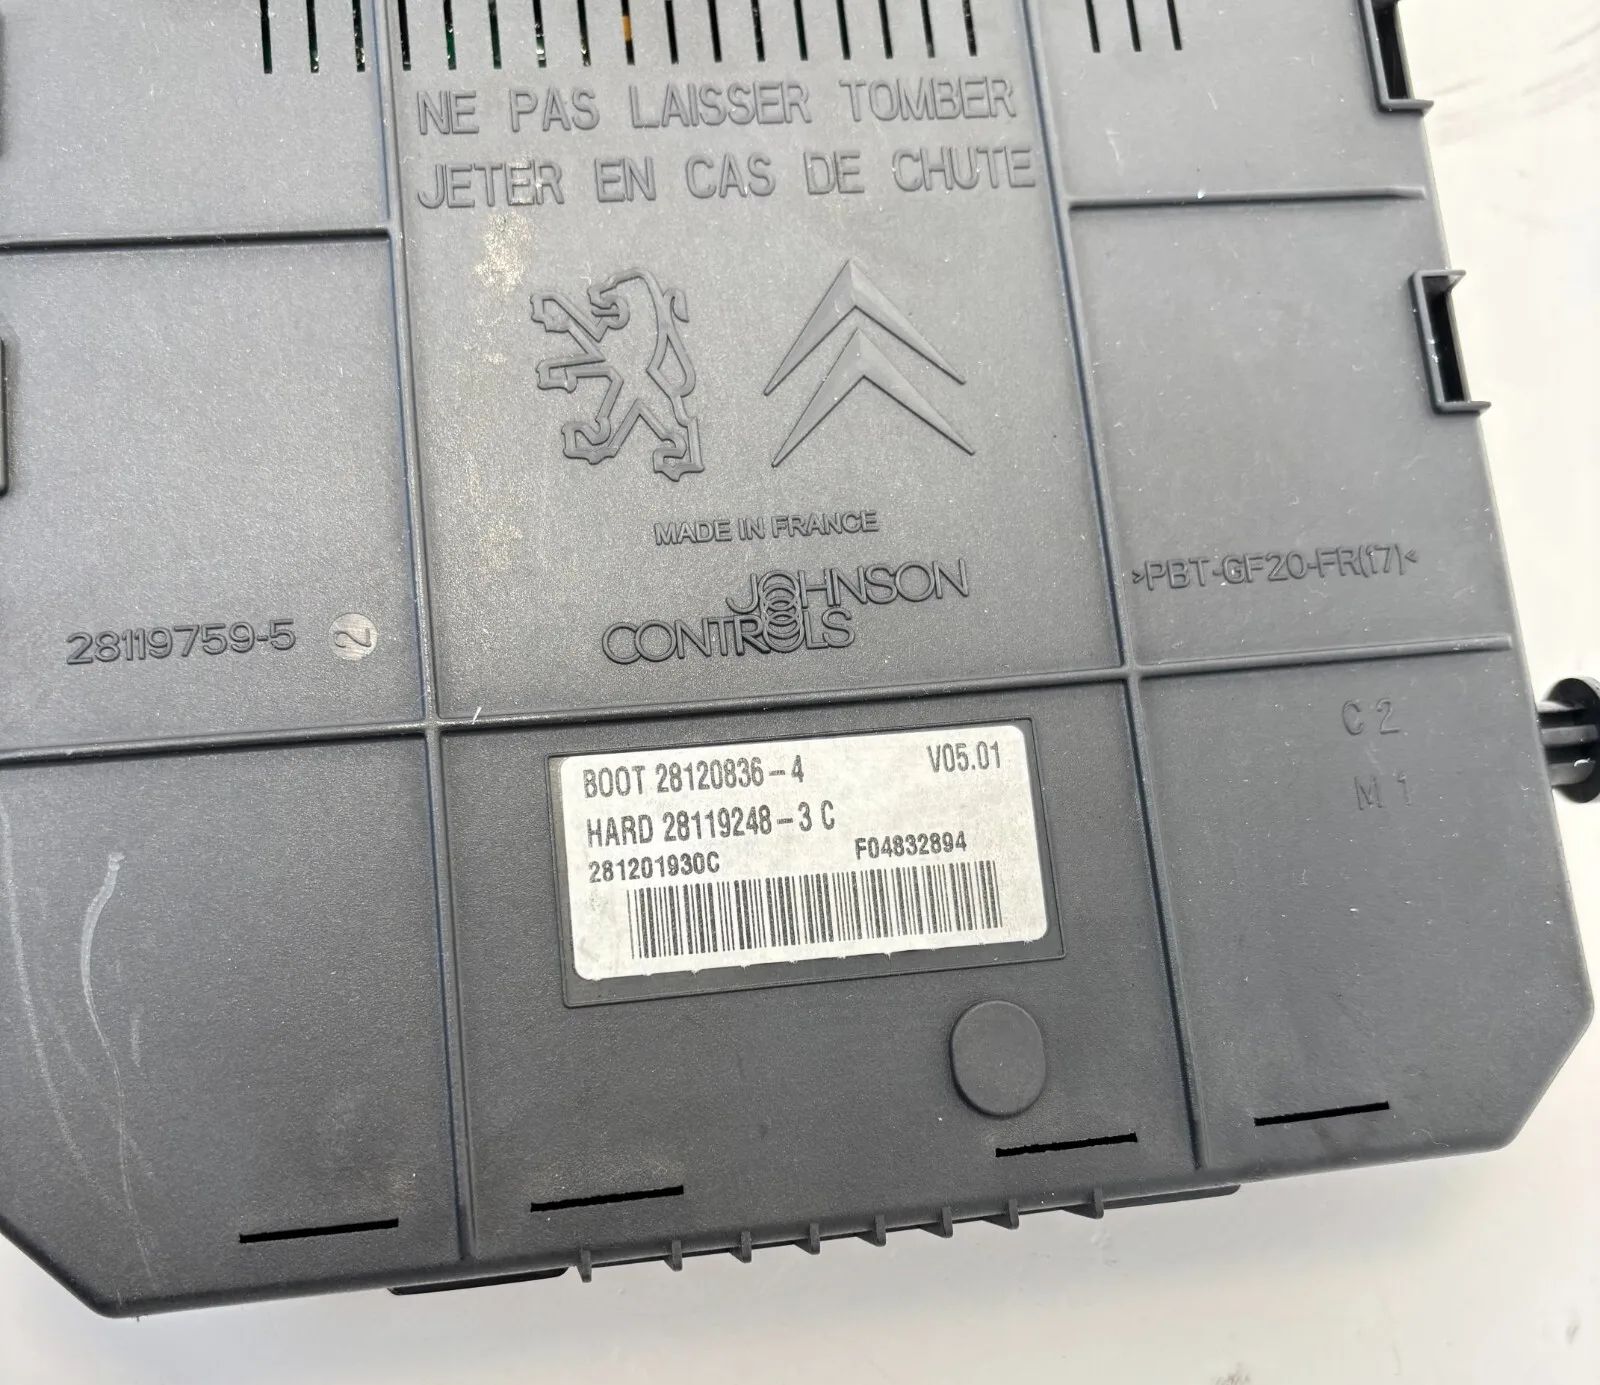 NE PAS LAISSER TOMBER
JETER EN CAS DE CHUTE
MADE IN FRANCE
JOHNSON
CONTROLS
>PBT-GF20-FR(17)<
28119759-5 2
C 2
M 1
BOOT 28120836-4 V05.01
HARD 28119248-3 C
281201930C F04832894